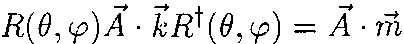 R(θ, φ)A⃗ · k⃗R†(θ, φ) = A⃗ · m⃗